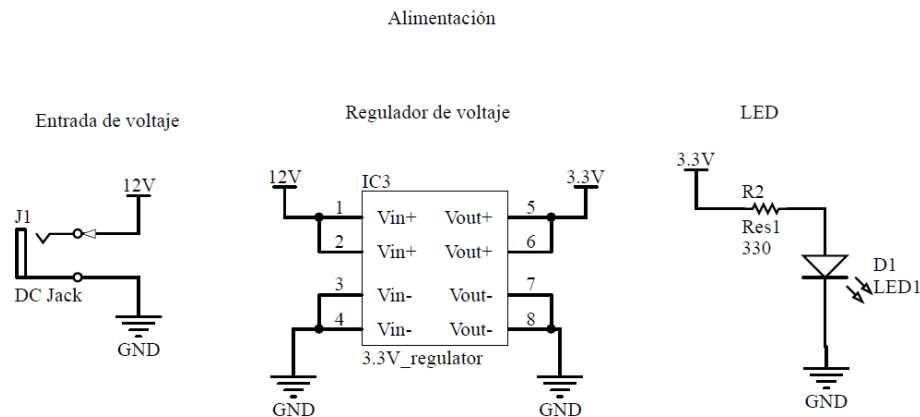 Alimentación
Entrada de voltaje
J1
12V
DC Jack
GND
Regulador de voltaje
12V
IC3
3.3V
1 Vin+ Vout+ 5
2 Vin+ Vout+ 6
3 Vin- Vout- 7
4 Vin- Vout- 8
3.3V_regulator
GND
GND
LED
3.3V
R2
Res1
330
D1
LED1
GND